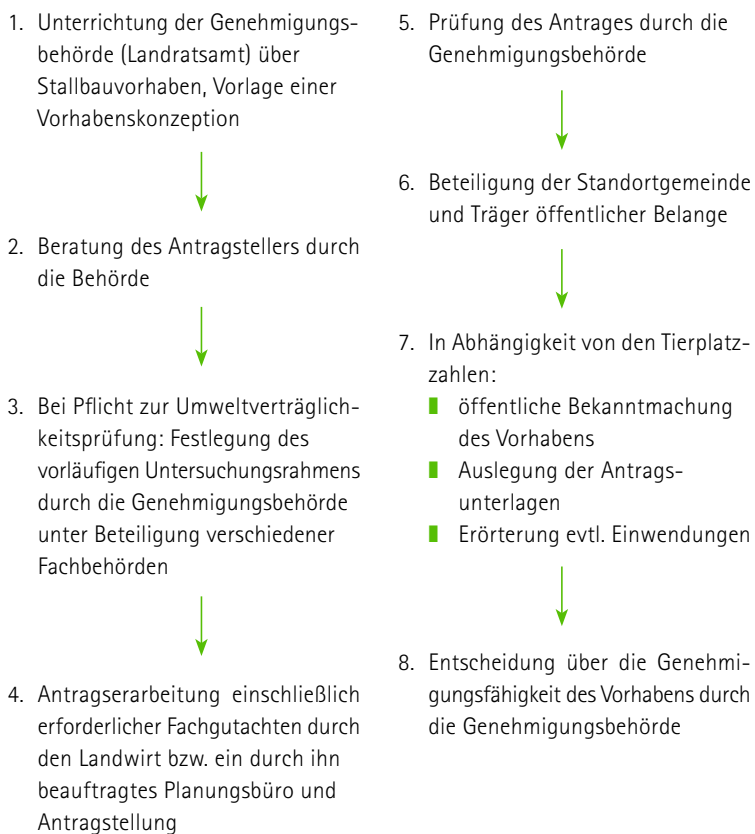 1. Unterrichtung der Genehmigungs-
behörde (Landratsamt) über
Stallbauvorhaben, Vorlage einer
Vorhabenskonzeption
2. Beratung des Antragstellers durch
die Behörde
3. Bei Pflicht zur Umweltverträglich-
keitsprüfung: Festlegung des
vorläufigen Untersuchungsrahmens
durch die Genehmigungsbehörde
unter Beteiligung verschiedener
Fachbehörden
4. Antragserarbeitung einschließlich
erforderlicher Fachgutachten durch
den Landwirt bzw. ein durch ihn
beauftragtes Planungsbüro und
Antragstellung
5. Prüfung des Antrages durch die
Genehmigungsbehörde
6. Beteiligung der Standortgemeinde
und Träger öffentlicher Belange
7. In Abhängigkeit von den Tierplatz-
zahlen:
öffentliche Bekanntmachung
des Vorhabens
Auslegung der Antrags-
unterlagen
Erörterung evtl. Einwendungen
8. Entscheidung über die Genehmi-
gungsfähigkeit des Vorhabens durch
die Genehmigungsbehörde